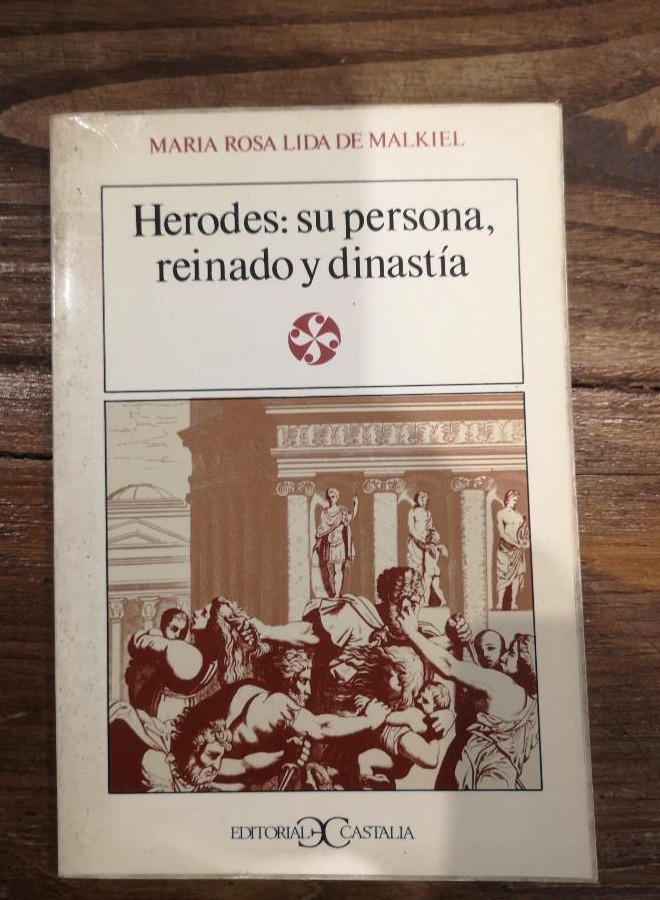 MARIA ROSA LIDA DE MALKIEL
Herodes: su persona,
reinado y dinastía
EDITORIAL CASTALIA